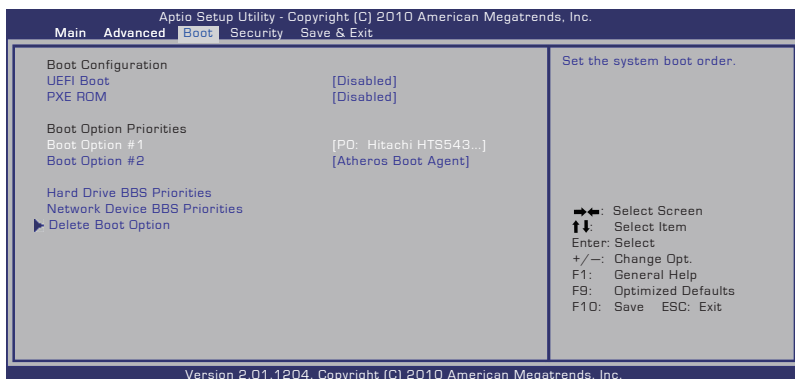 Aptio Setup Utility - Copyright (C) 2010 American Megatrends, Inc.
Main Advanced Boot Security Save & Exit
Boot Configuration
UEFI Boot [Disabled]
PXE ROM [Disabled]
Boot Option Priorities
Boot Option #1 [P0: Hitachi HTS543...]
Boot Option #2 [Atheros Boot Agent]
Hard Drive BBS Priorities
Network Device BBS Priorities
Delete Boot Option
Set the system boot order.
→←: Select Screen
↑↓: Select Item
Enter: Select
+/—: Change Opt.
F1: General Help
F9: Optimized Defaults
F10: Save ESC: Exit
Version 2.01.1204. Copyright (C) 2010 American Megatrends, Inc.